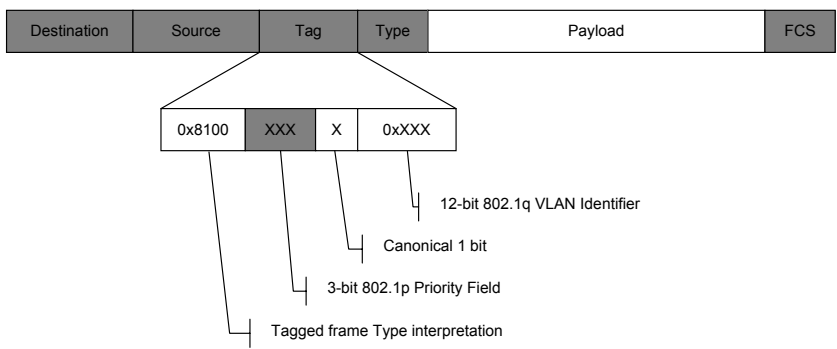 Destination Source Tag Type Payload FCS
0x8100 XXX X 0xXXX
12-bit 802.1q VLAN Identifier
Canonical 1 bit
3-bit 802.1p Priority Field
Tagged frame Type interpretation